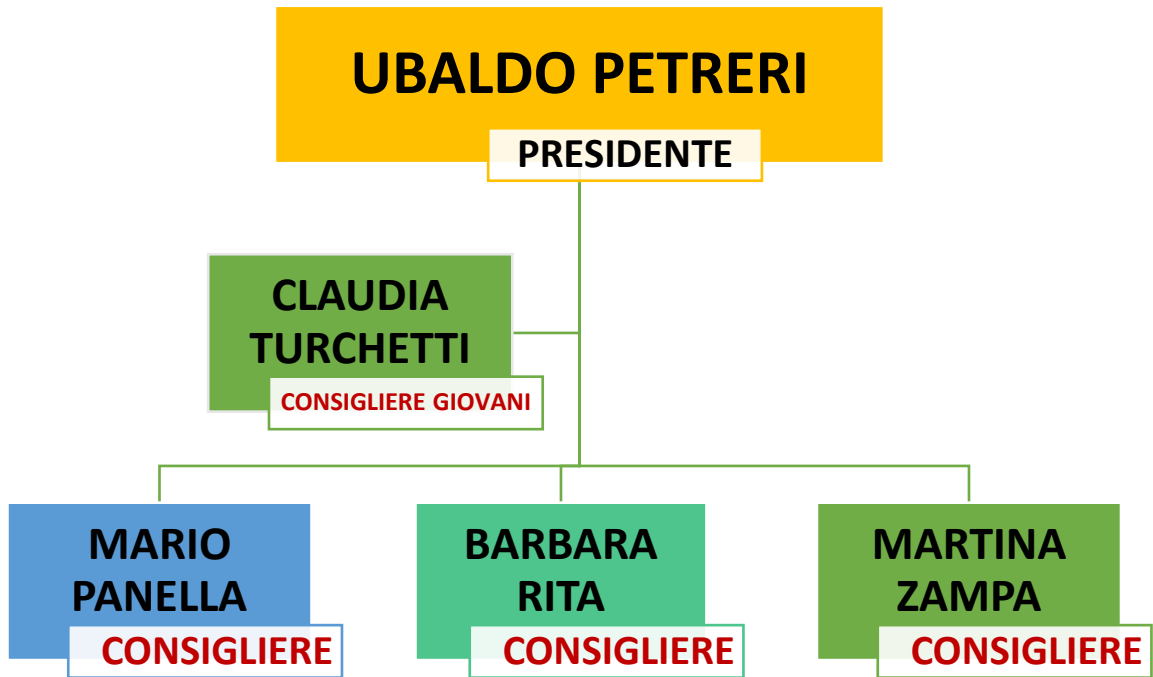 UBALDO PETRERI
PRESIDENTE
CLAUDIA
TURCHETTI
CONSIGLIERE GIOVANI
MARIO
PANELLA
CONSIGLIERE
BARBARA
RITA
CONSIGLIERE
MARTINA
ZAMPA
CONSIGLIERE